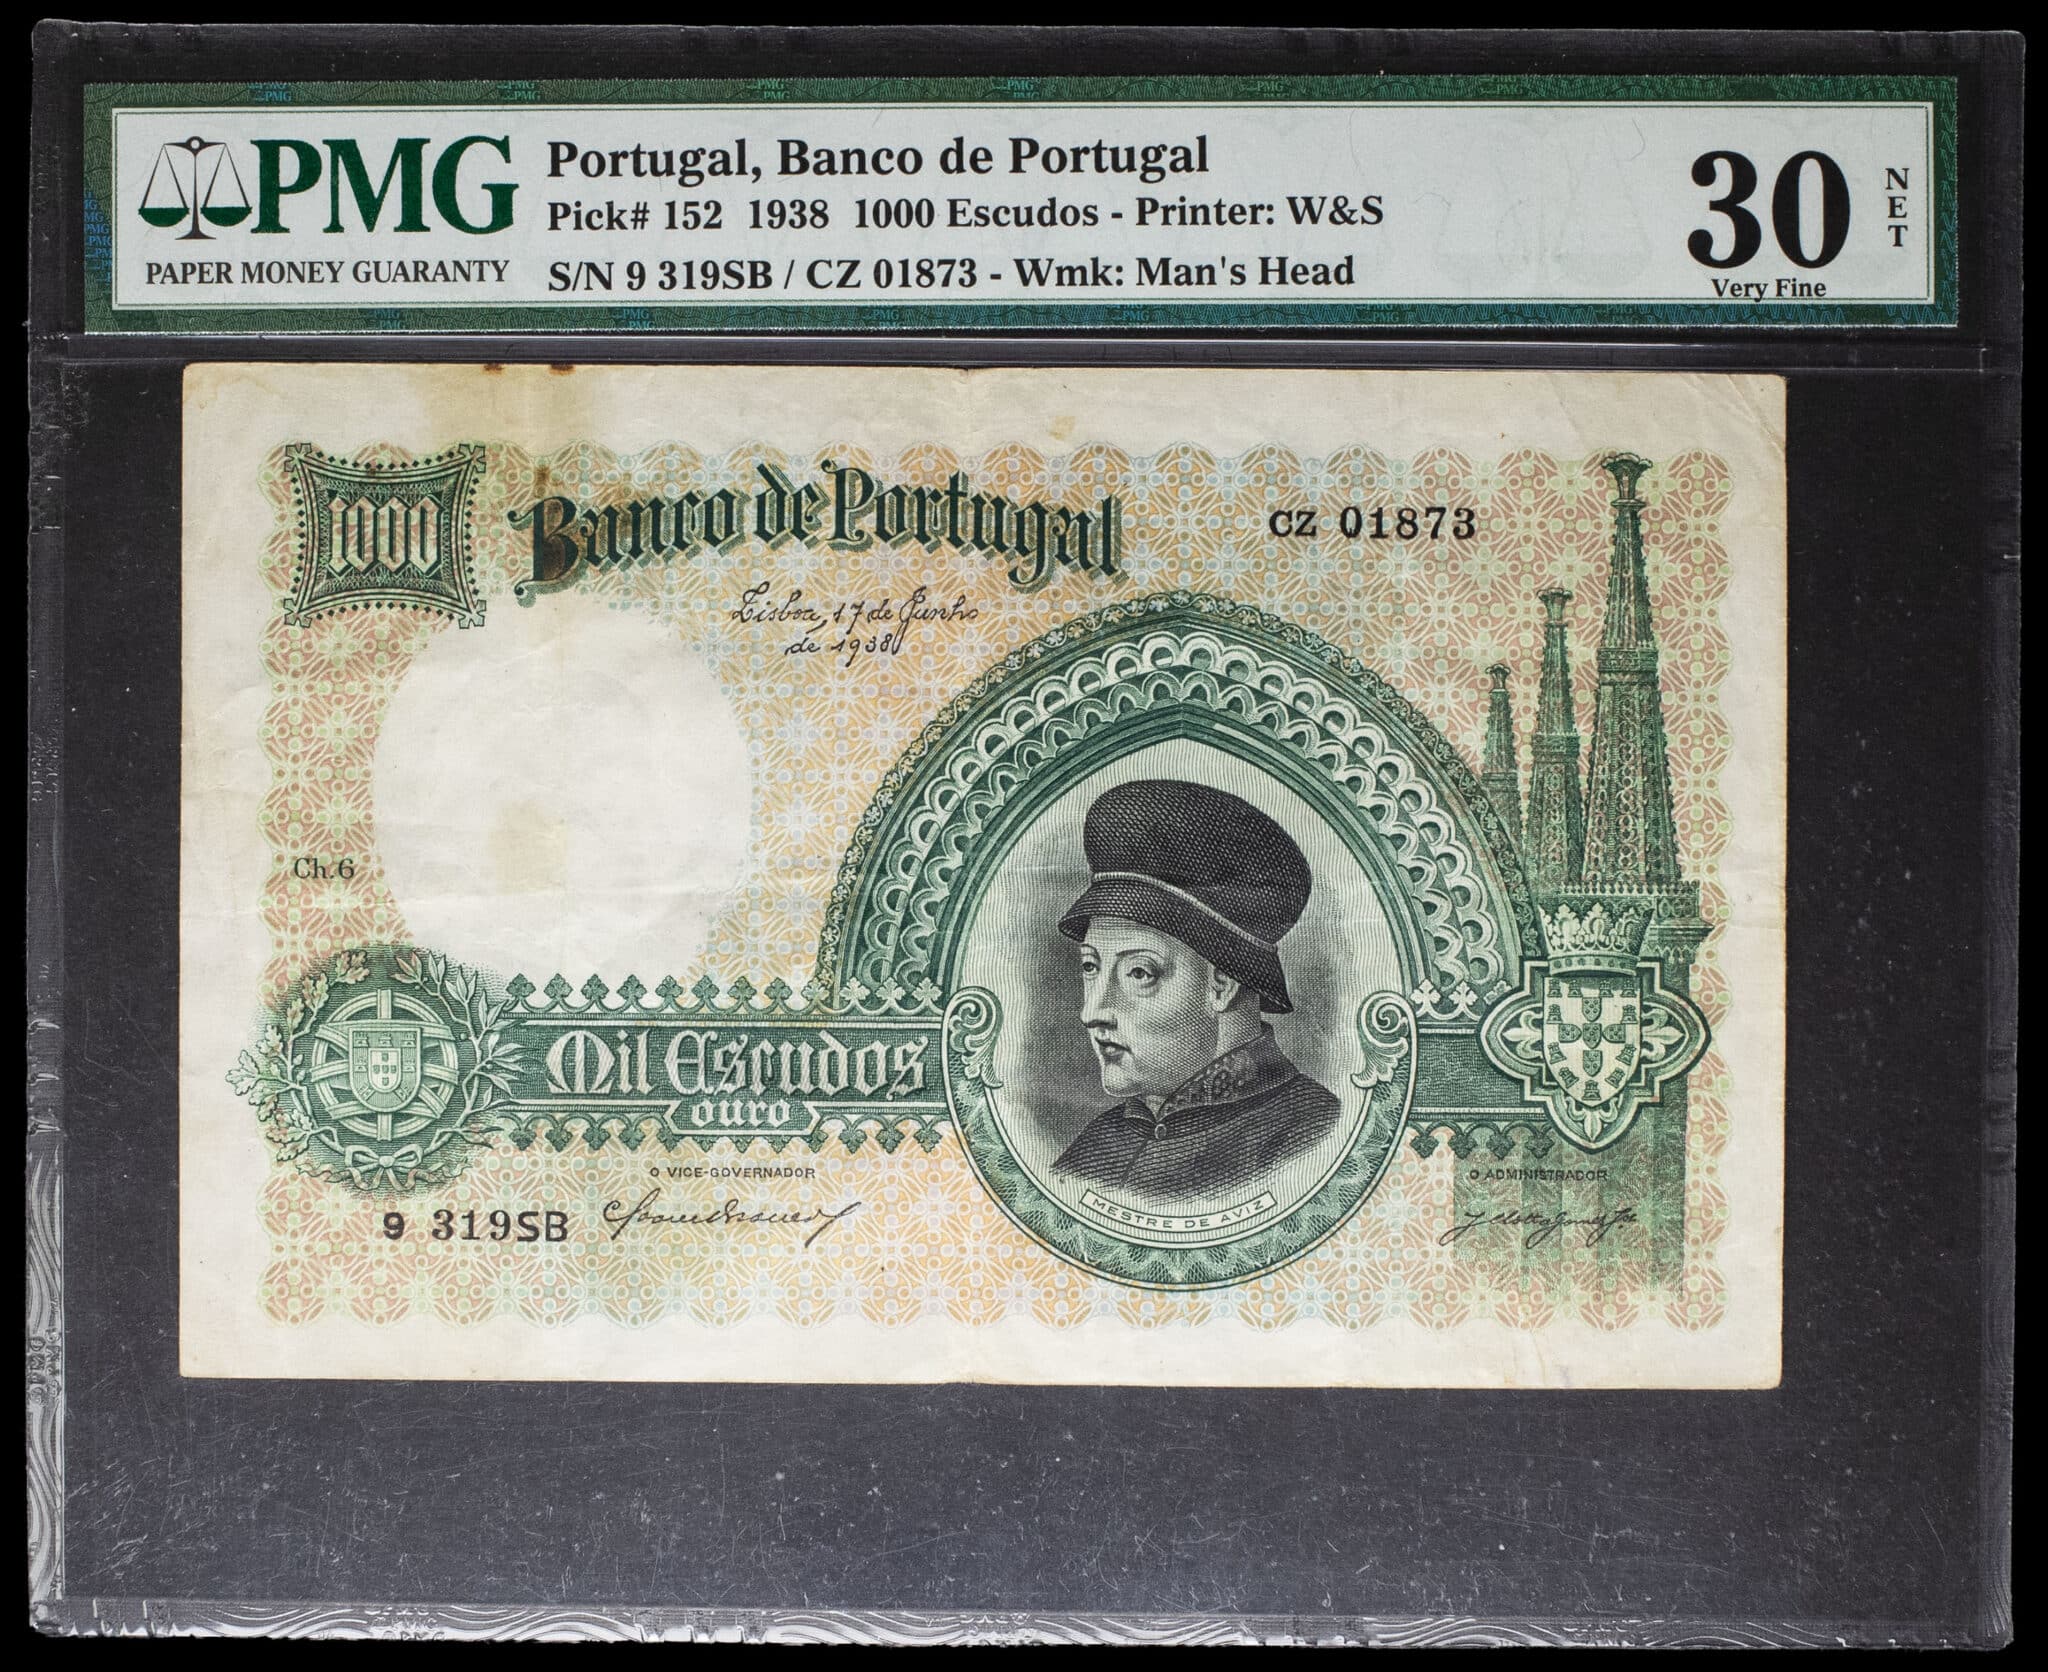 PMG
PAPER MONEY GUARANTY
Portugal, Banco de Portugal
Pick# 152 1938 1000 Escudos - Printer: W&S
S/N 9 319SB / CZ 01873 - Wmk: Man's Head
30
NET
Very Fine
1000
Banco de Portugal
CZ 01873
Lisboa, 17 de Junho
de 1938
Ch.6
Mil Escudos
ouro
O VICE-GOVERNADOR
O ADMINISTRADOR
MESTRE DE AVIZ
9 319SB